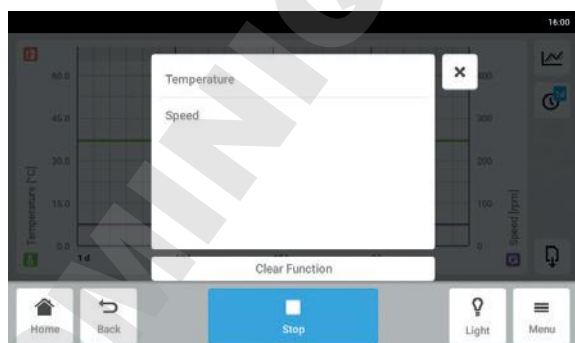 16:00
Temperature
Speed
60.0
45.0
30.0
15.0
0.0
Temperature [°C]
300
200
100
0
Speed [rpm]
1 d
Clear Function
Home
Back
Stop
Light
Menu